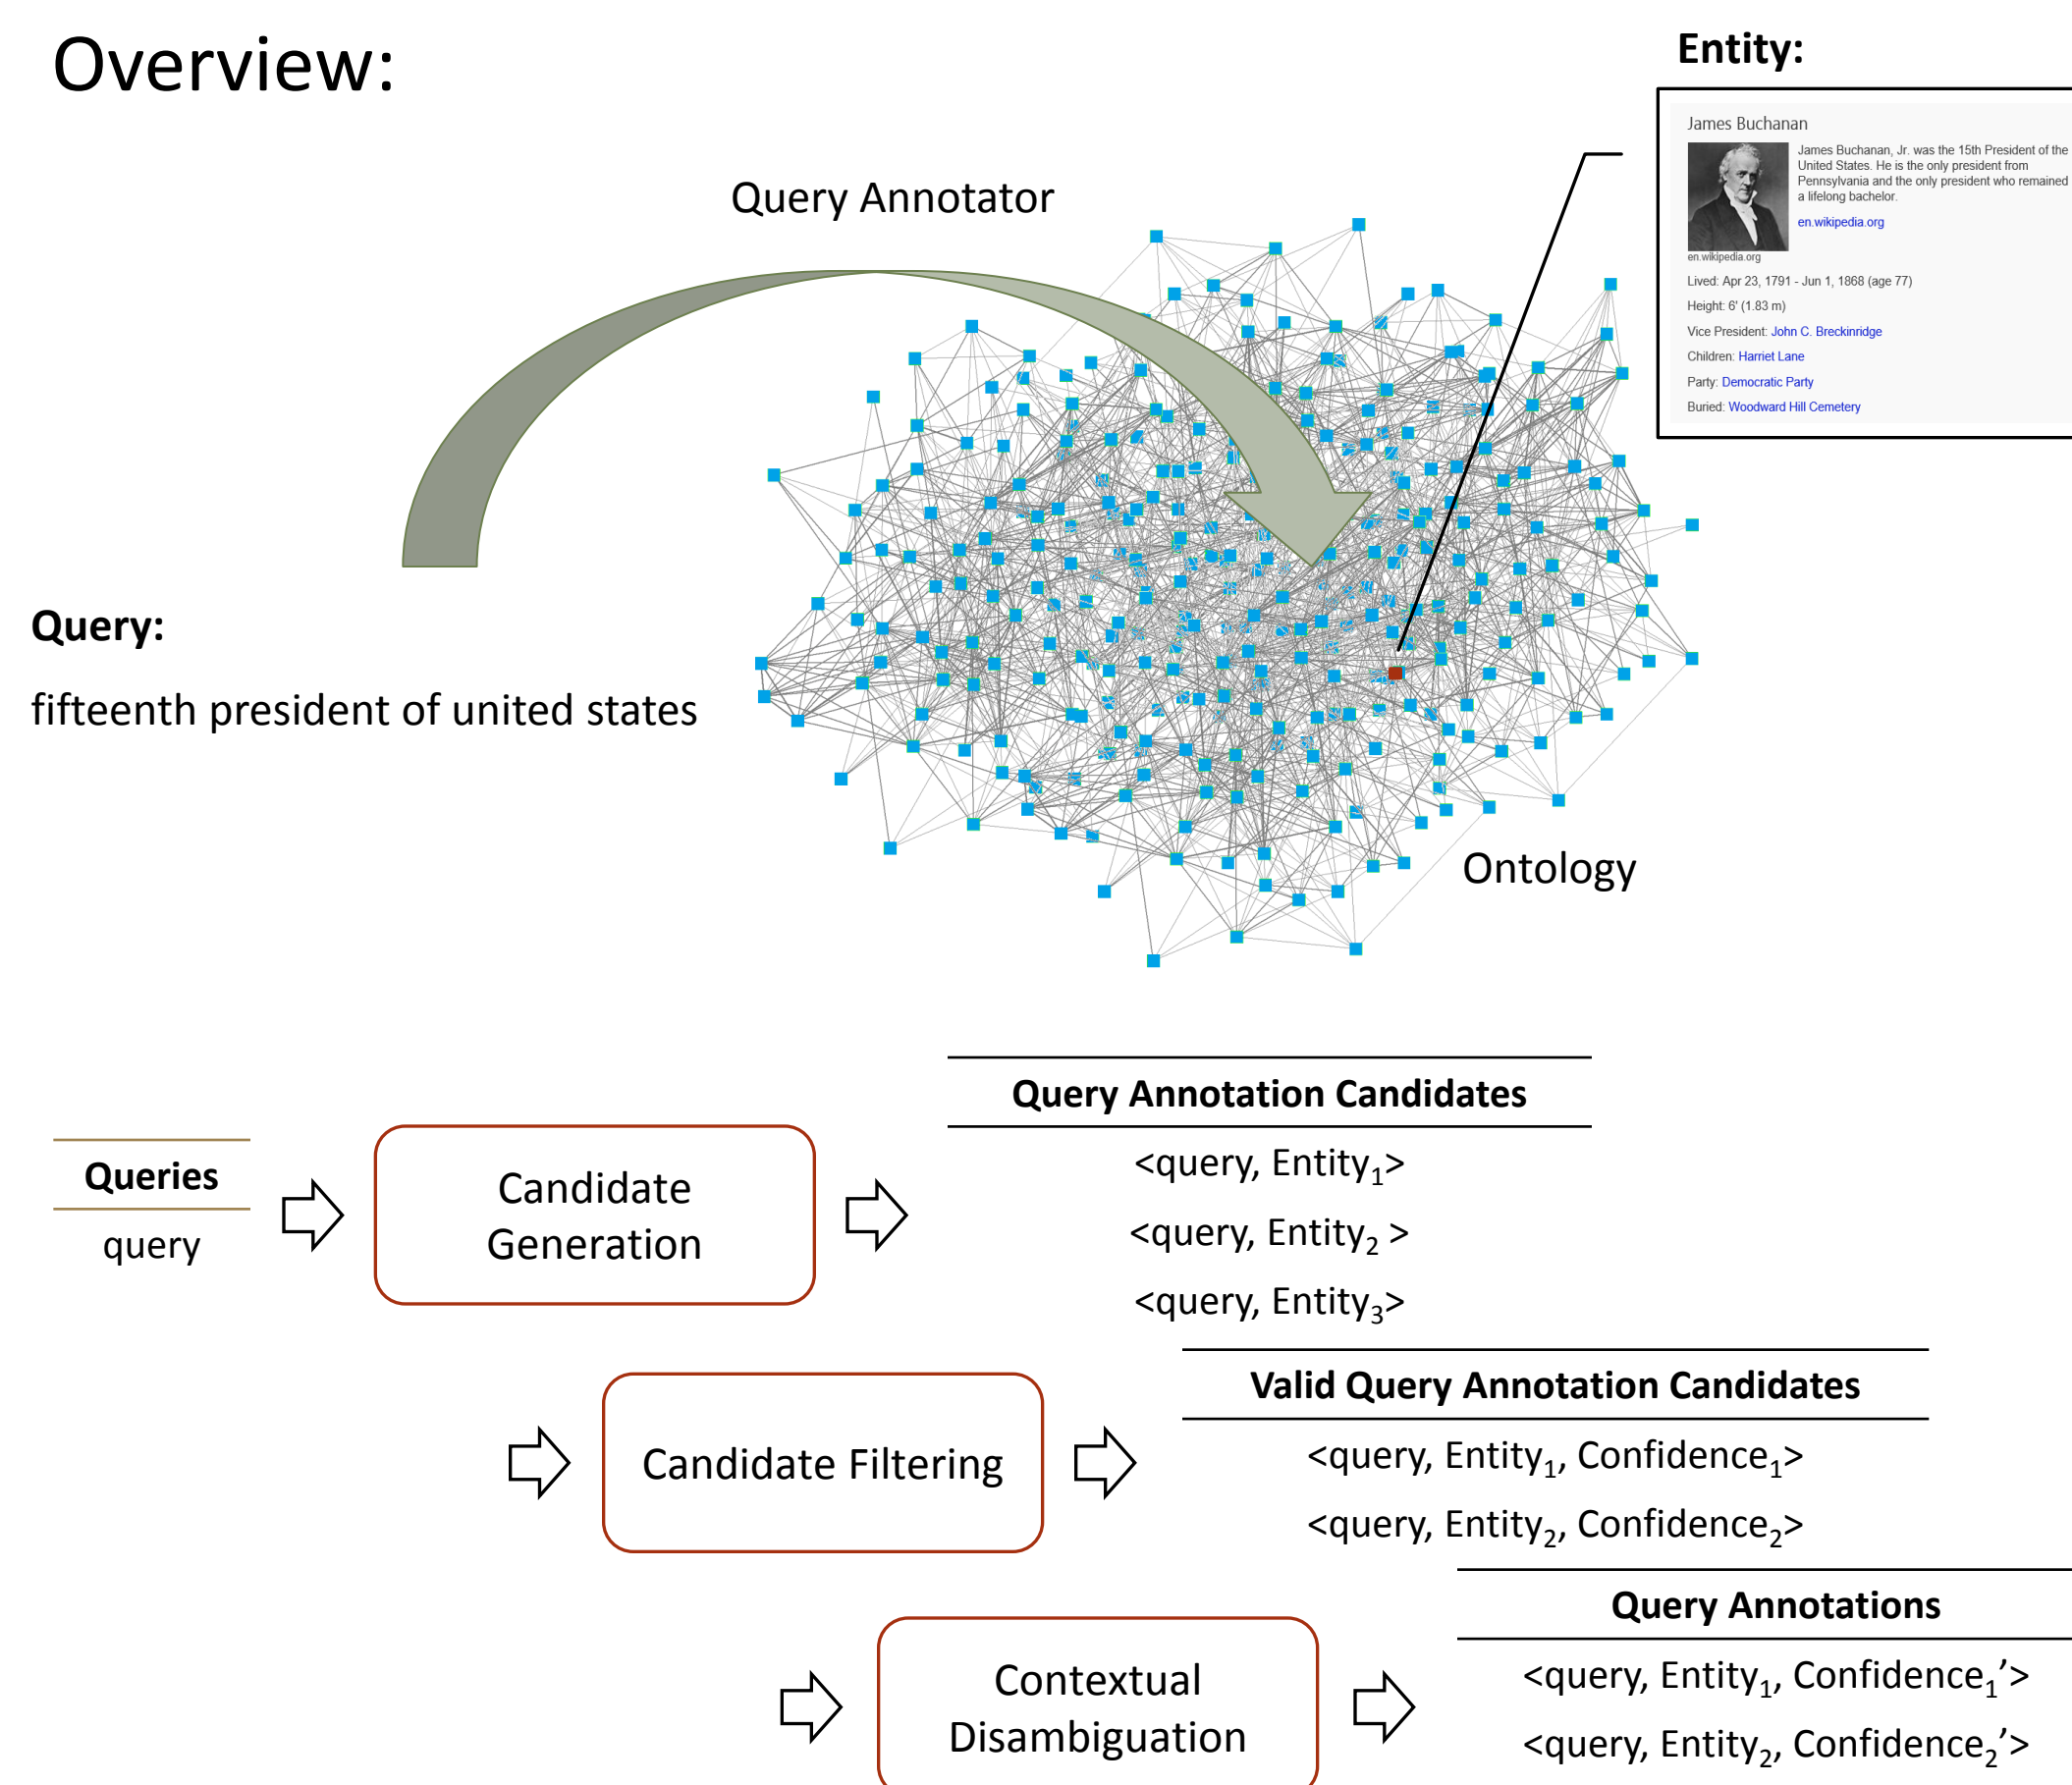 Overview:
Entity:
James Buchanan
James Buchanan, Jr. was the 15th President of the
United States. He is the only president from
Pennsylvania and the only president who remained
a lifelong bachelor.
en.wikipedia.org
en.wikipedia.org
Lived: Apr 23, 1791 - Jun 1, 1868 (age 77)
Height: 6' (1.83 m)
Vice President: John C. Breckinridge
Children: Harriet Lane
Party: Democratic Party
Buried: Woodward Hill Cemetery
Query Annotator
Query:
fifteenth president of united states
Ontology
Queries
query
Candidate
Generation
Query Annotation Candidates
<query, Entity₁>
<query, Entity₂ >
<query, Entity₃>
Candidate Filtering
Valid Query Annotation Candidates
<query, Entity₁, Confidence₁>
<query, Entity₂, Confidence₂>
Contextual
Disambiguation
Query Annotations
<query, Entity₁, Confidence₁’>
<query, Entity₂, Confidence₂’>